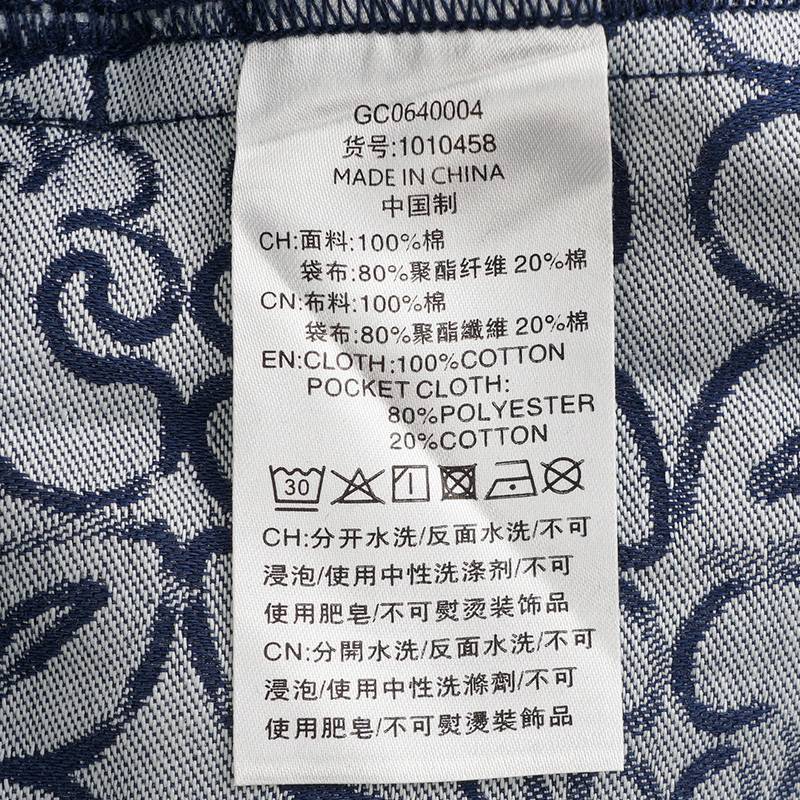 GC0640004
货号:1010458
MADE IN CHINA
中国制
CH:面料:100%棉
袋布:80%聚酯纤维 20%棉
CN:布料:100%棉
袋布:80%聚酯纖維 20%棉
EN:CLOTH:100%COTTON
POCKET CLOTH:
80%POLYESTER
20%COTTON
30
CH:分开水洗/反面水洗/不可
浸泡/使用中性洗涤剂/不可
使用肥皂/不可熨烫装饰品
CN:分開水洗/反面水洗/不可
浸泡/使用中性洗滌劑/不可
使用肥皂/不可熨燙裝飾品